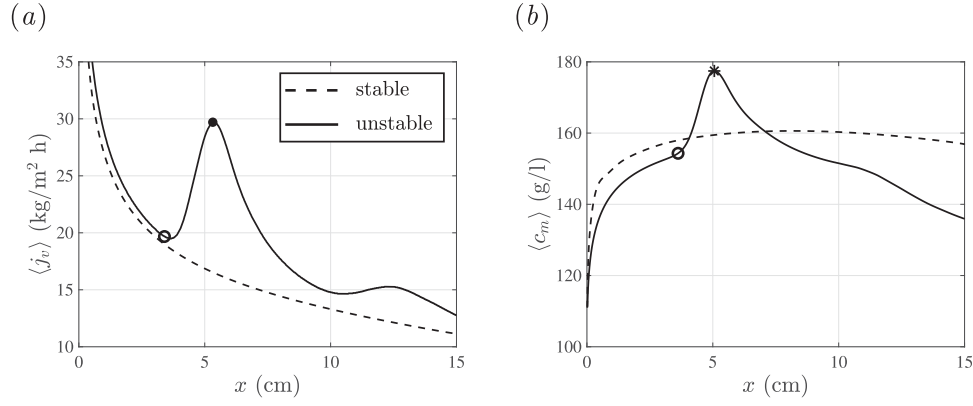 (a)
35
30
25
20
15
10
0 5 10 15
⟨j_v⟩ (kg/m² h)
x (cm)
stable
unstable
(b)
180
160
140
120
100
0 5 10 15
⟨c_m⟩ (g/l)
x (cm)